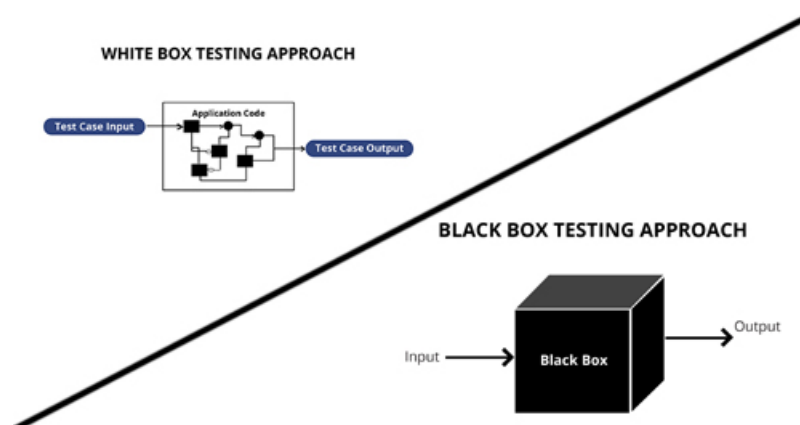 WHITE BOX TESTING APPROACH
Application Code
Test Case Input
Test Case Output
BLACK BOX TESTING APPROACH
Input
Black Box
Output